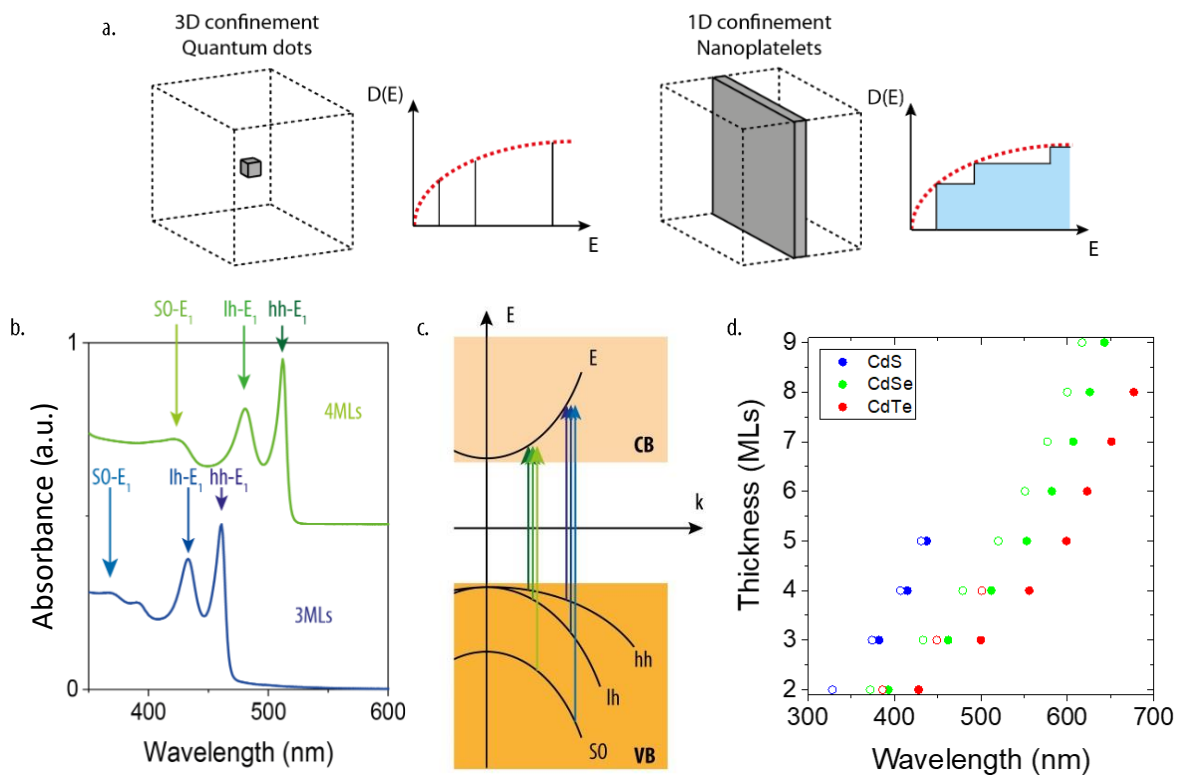 a.
3D confinement
Quantum dots
D(E)
E
1D confinement
Nanoplatelets
D(E)
E
b.
SO-E₁
lh-E₁
hh-E₁
1
4MLs
SO-E₁
lh-E₁
hh-E₁
3MLs
0
400
500
600
Absorbance (a.u.)
Wavelength (nm)
c.
E
E
CB
k
hh
lh
SO
VB
d.
CdS
CdSe
CdTe
9
8
7
6
5
4
3
2
300
400
500
600
700
Thickness (MLs)
Wavelength (nm)